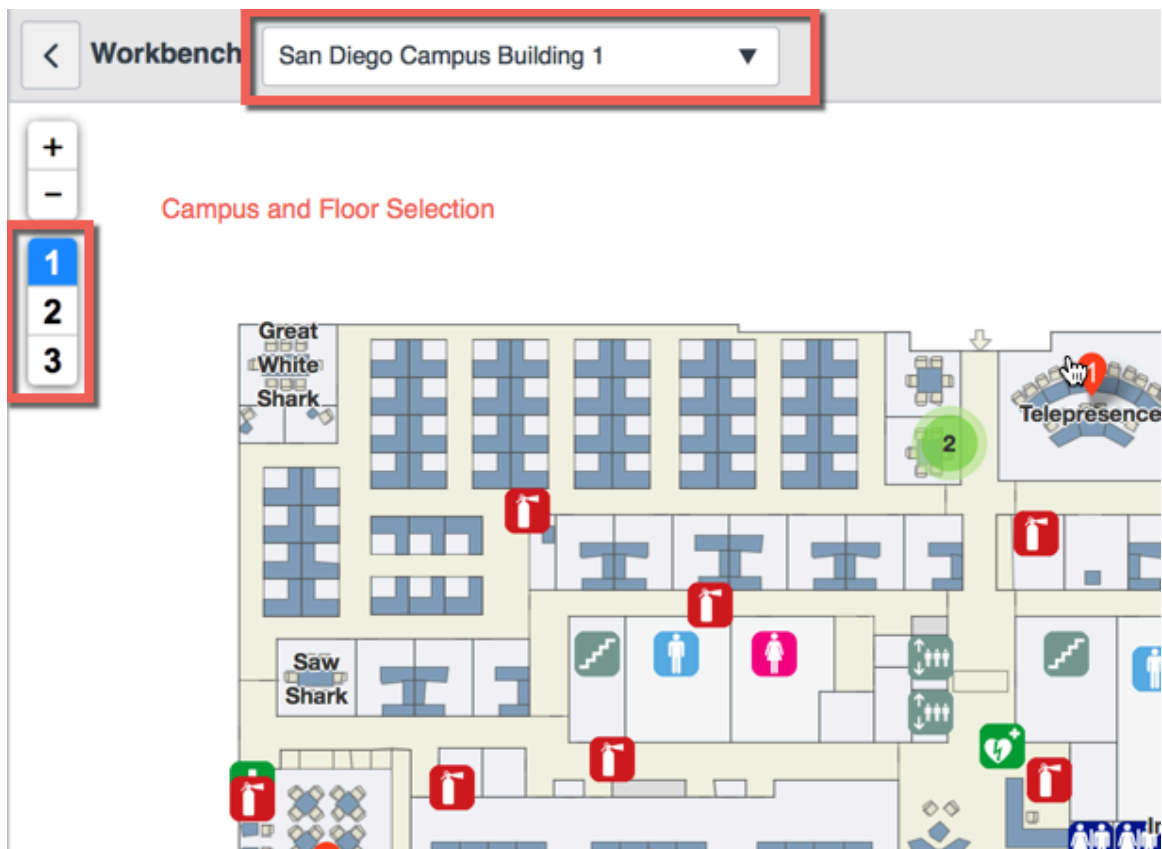 Workbench
San Diego Campus Building 1
+
−
Campus and Floor Selection
1
2
3
Great
White
Shark
1
Telepresence
2
Saw
Shark